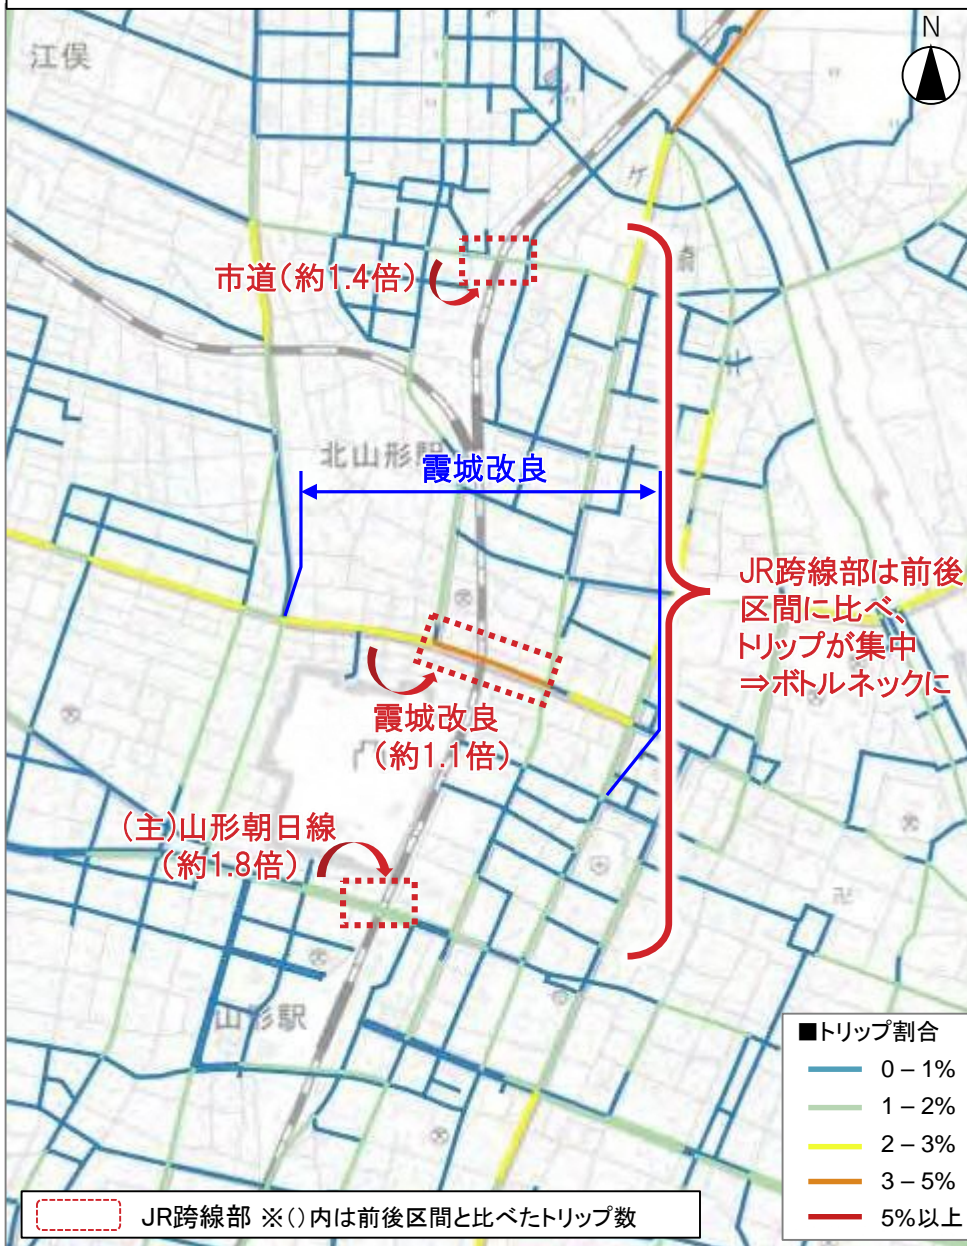 江俣
N
市道(約1.4倍)
北山形駅
霞城改良
JR跨線部は前後
区間に比べ、
トリップが集中
⇒ボトルネックに
霞城改良
(約1.1倍)
(主)山形朝日線
(約1.8倍)
山形駅
■トリップ割合
0 – 1%
1 – 2%
2 – 3%
3 – 5%
5%以上
JR跨線部 ※()内は前後区間と比べたトリップ数